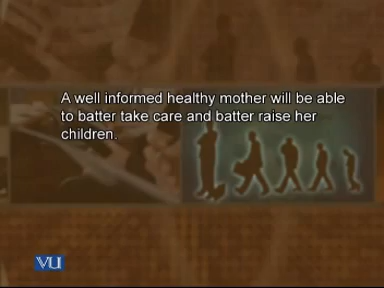 A well informed healthy mother will be able
to batter take care and batter raise her
children.
VU